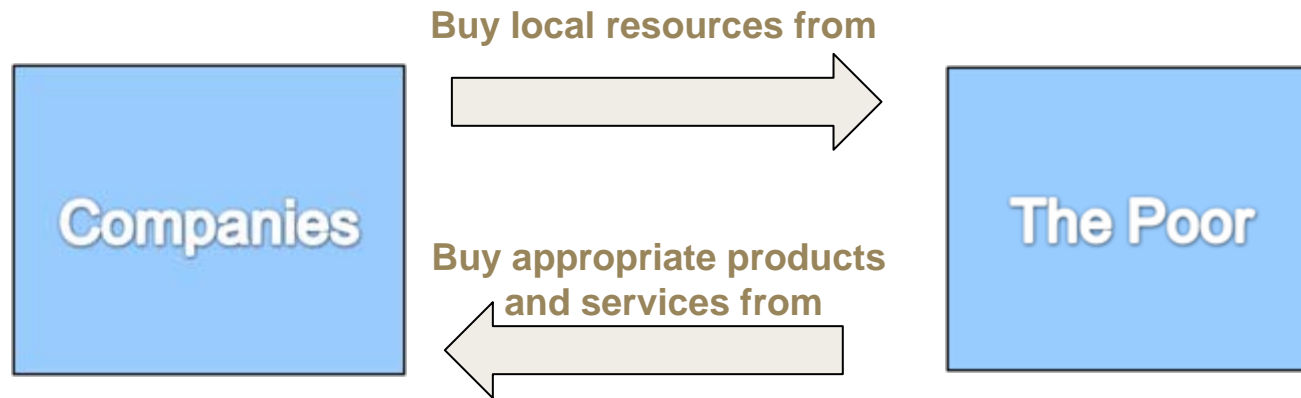 Buy local resources from
Companies
The Poor
Buy appropriate products
and services from